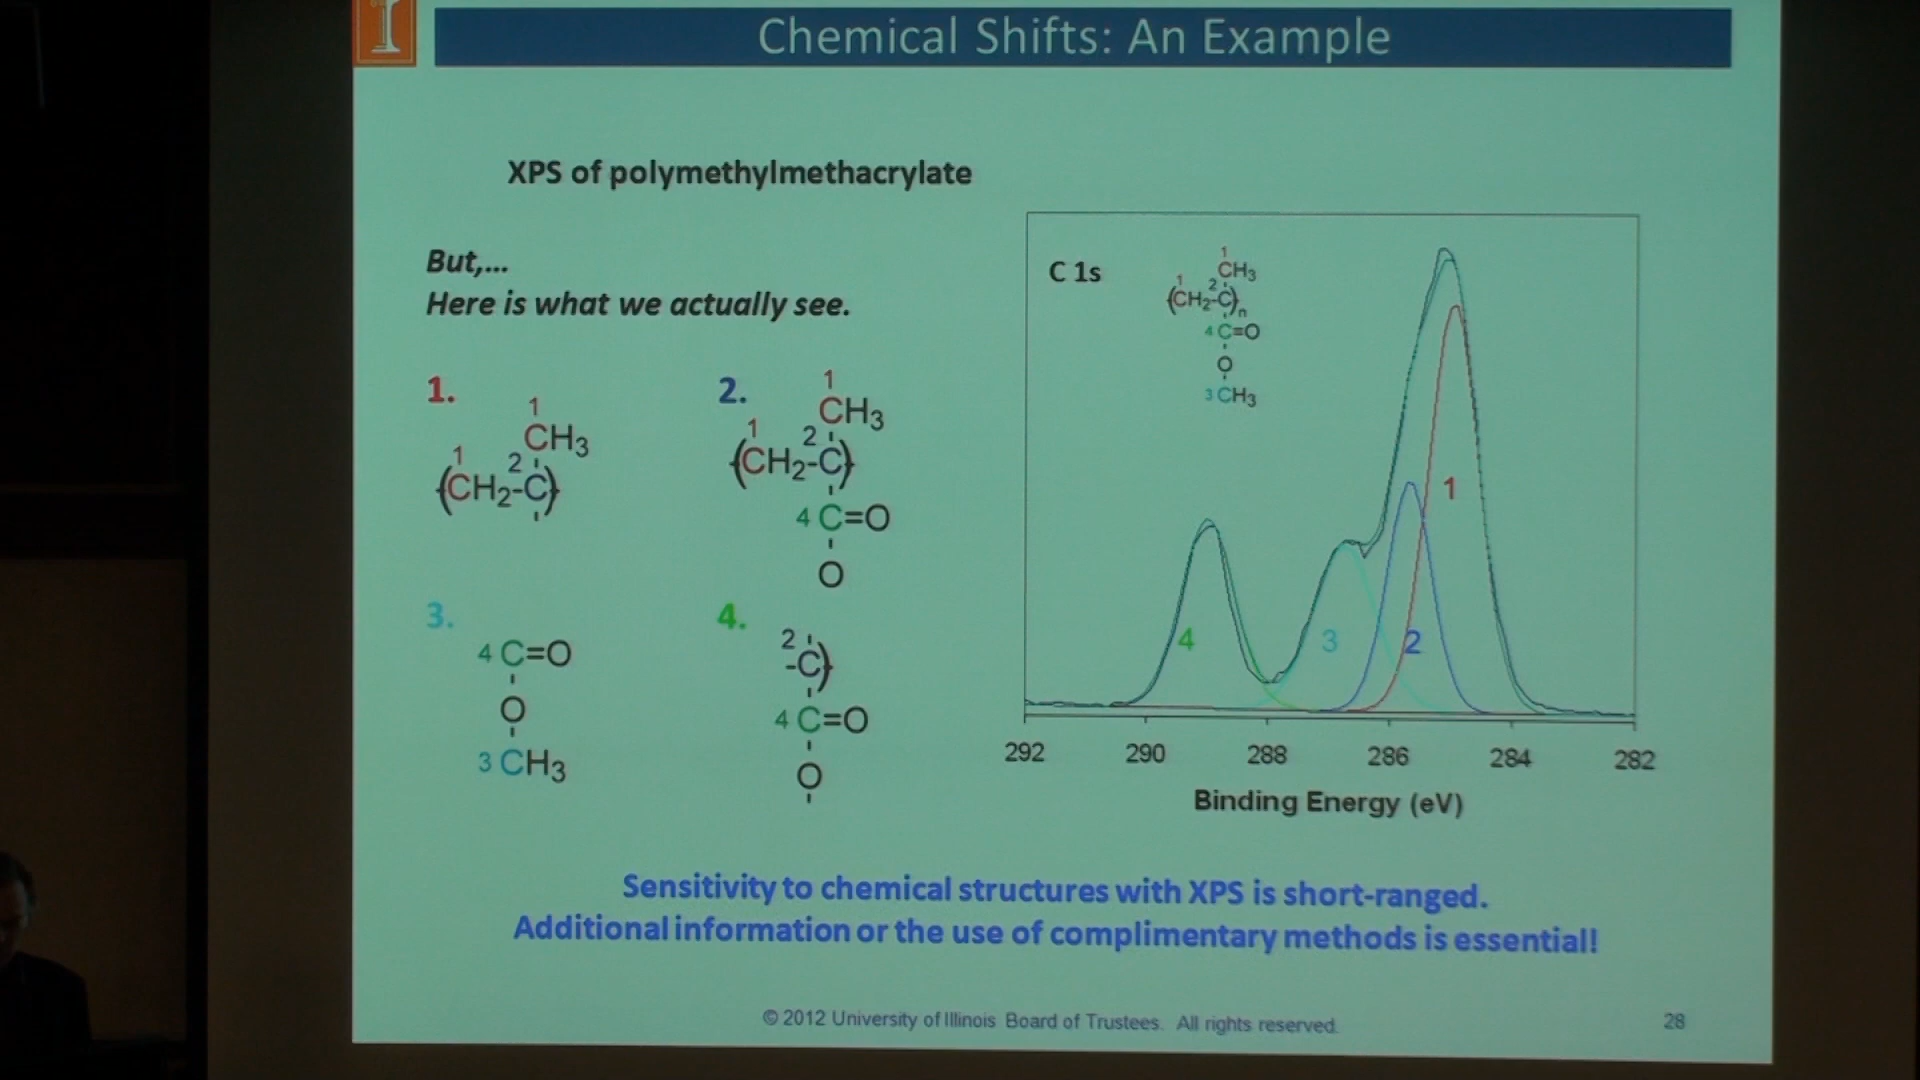 Chemical Shifts: An Example
XPS of polymethylmethacrylate
But,...
Here is what we actually see.
1.
1
CH3
1
2
(CH2-C)
2.
1
CH3
1
2
(CH2-C)
4 C=O
O
3.
4 C=O
O
3 CH3
4.
2
-C)
4 C=O
O
C 1s
1
CH3
1
2
(CH2-C)n
4 C=O
O
3 CH3
4
3
2
1
292 290 288 286 284 282
Binding Energy (eV)
Sensitivity to chemical structures with XPS is short-ranged.
Additional information or the use of complimentary methods is essential!
© 2012 University of Illinois Board of Trustees. All rights reserved.
28